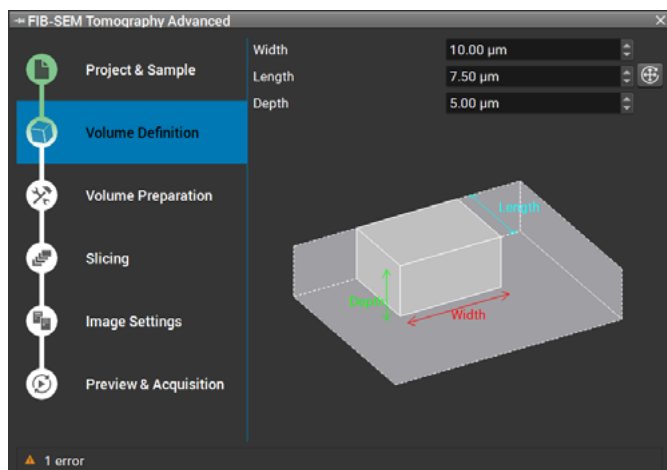 FIB-SEM Tomography Advanced
Project & Sample
Volume Definition
Volume Preparation
Slicing
Image Settings
Preview & Acquisition
Width 10.00 µm
Length 7.50 µm
Depth 5.00 µm
Length
Depth
Width
1 error